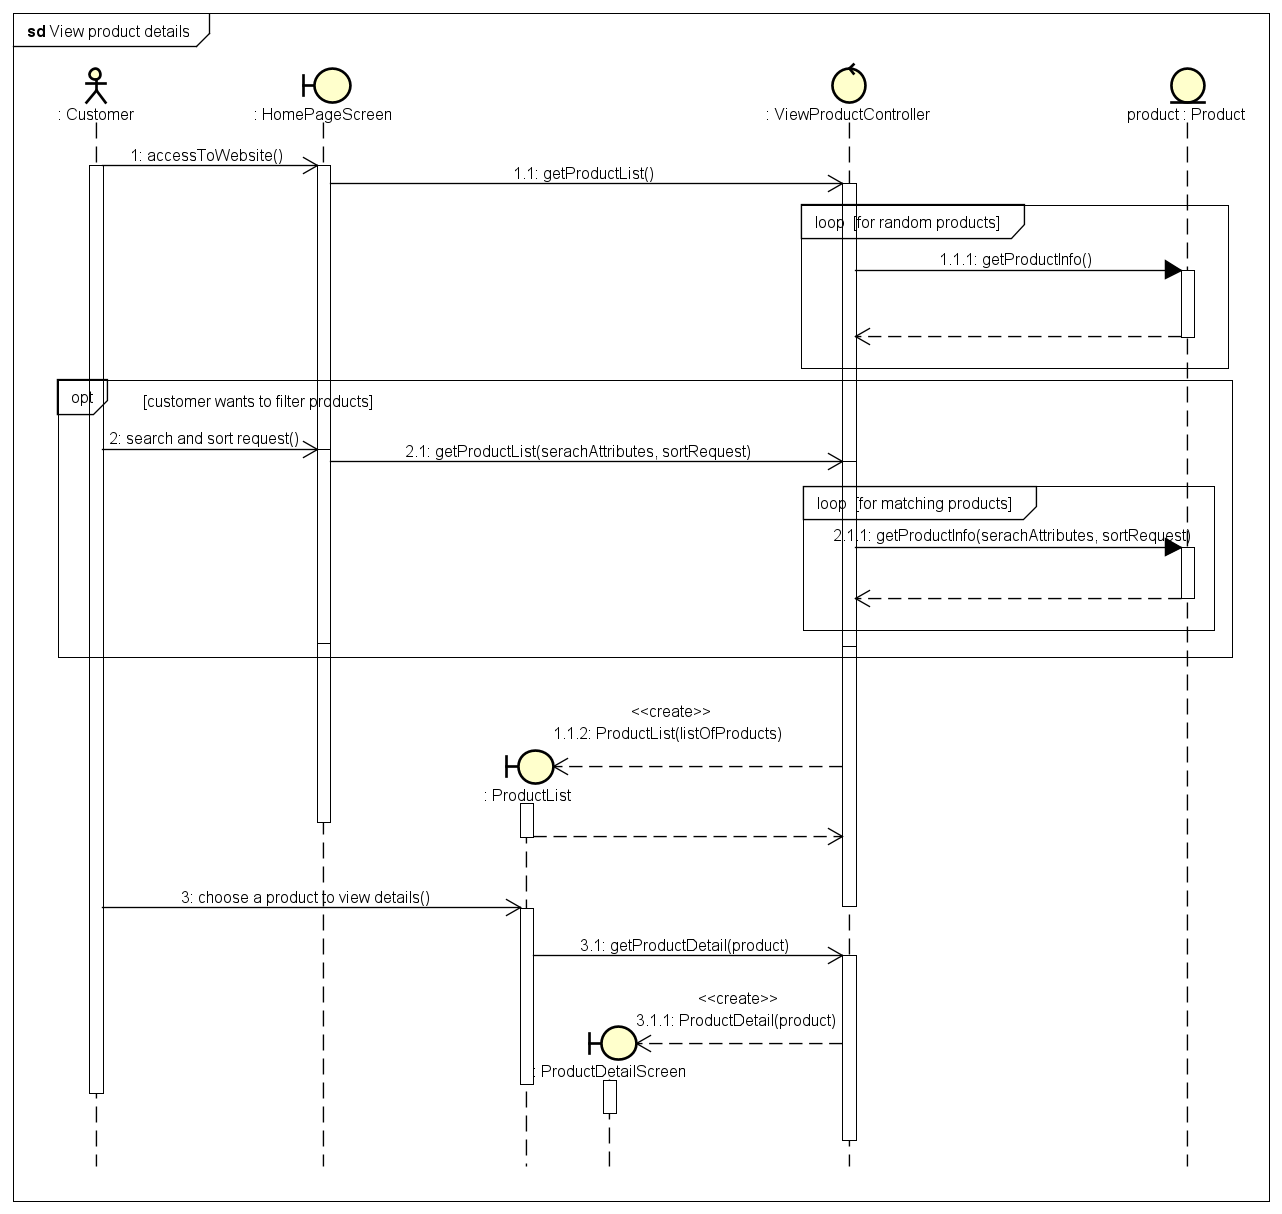 sd View product details
: Customer
: HomePageScreen
: ViewProductController
product : Product
1: accessToWebsite()
1.1: getProductList()
loop [for random products]
1.1.1: getProductInfo()
opt
[customer wants to filter products]
2: search and sort request()
2.1: getProductList(serachAttributes, sortRequest)
loop [for matching products]
2.1.1: getProductInfo(serachAttributes, sortRequest)
<<create>>
1.1.2: ProductList(listOfProducts)
: ProductList
3: choose a product to view details()
3.1: getProductDetail(product)
<<create>>
3.1.1: ProductDetail(product)
: ProductDetailScreen